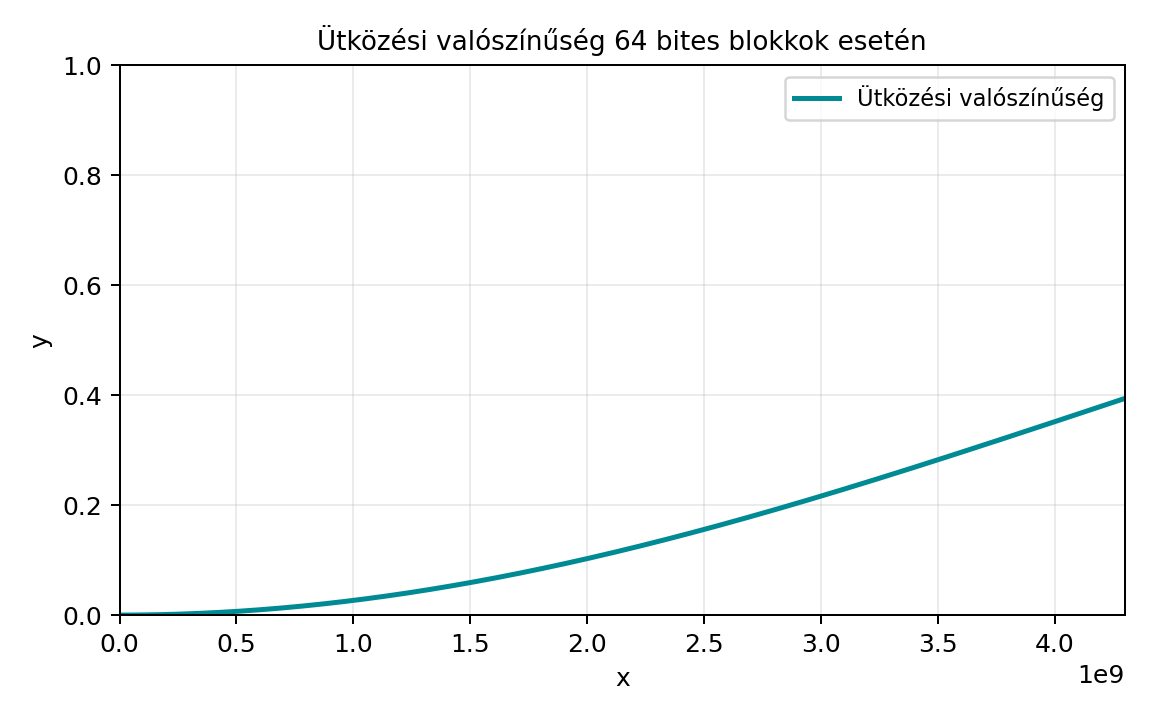 Ütközési valószínűség 64 bites blokkok esetén
1.0
Ütközési valószínűség
0.8
0.6
y
0.4
0.2
0.0
0.0 0.5 1.0 1.5 2.0 2.5 3.0 3.5 4.0
x
1e9